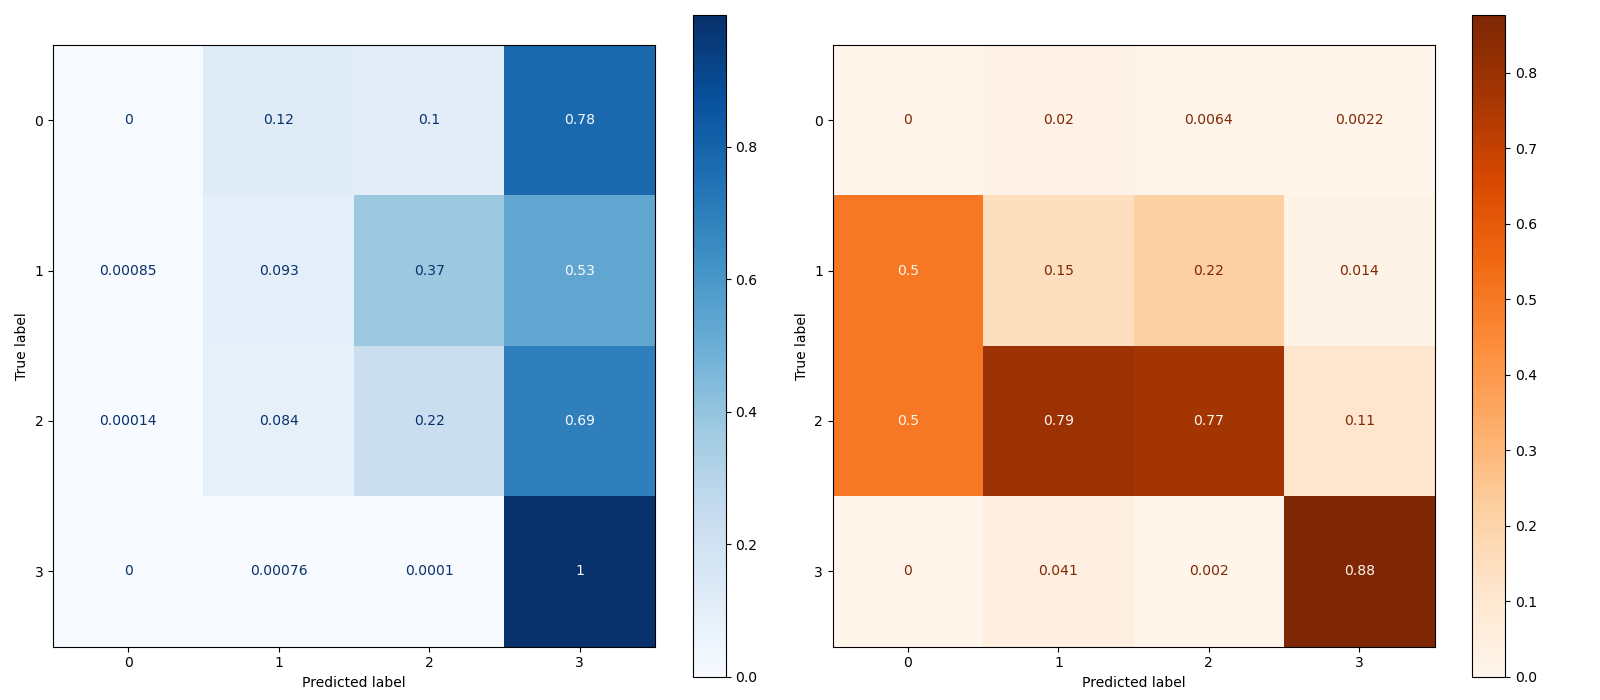 0 0 0.12 0.1 0.78
1 0.00085 0.093 0.37 0.53
2 0.00014 0.084 0.22 0.69
3 0 0.00076 0.0001 1
0 1 2 3
Predicted label
True label
0.8
0.6
0.4
0.2
0.0
0 0 0.02 0.0064 0.0022
1 0.5 0.15 0.22 0.014
2 0.5 0.79 0.77 0.11
3 0 0.041 0.002 0.88
0 1 2 3
Predicted label
True label
0.8
0.7
0.6
0.5
0.4
0.3
0.2
0.1
0.0